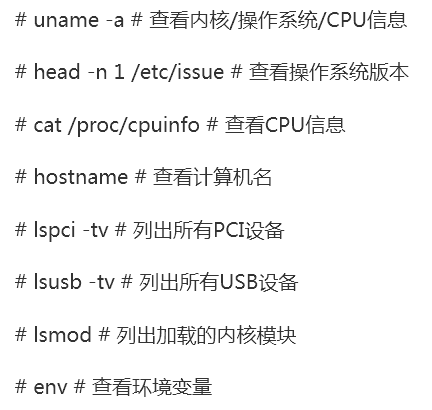 # uname -a # 查看内核/操作系统/CPU信息
# head -n 1 /etc/issue # 查看操作系统版本
# cat /proc/cpuinfo # 查看CPU信息
# hostname # 查看计算机名
# lspci -tv # 列出所有PCI设备
# lsusb -tv # 列出所有USB设备
# lsmod # 列出加载的内核模块
# env # 查看环境变量